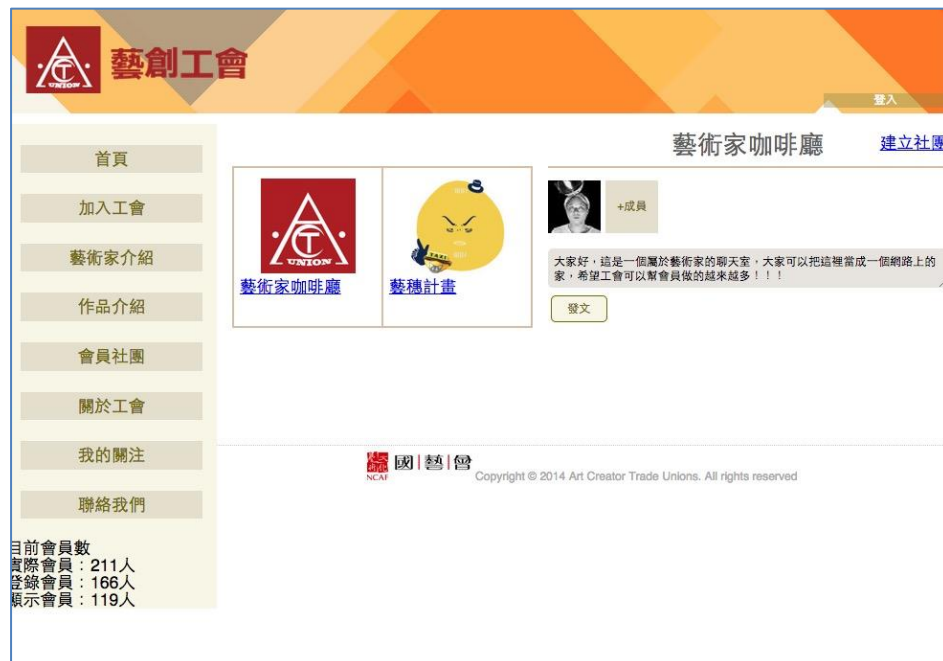 A
·TC·
UNION
藝創工會
登入
首頁
加入工會
藝術家介紹
作品介紹
會員社團
關於工會
我的關注
聯絡我們
目前會員數
實際會員：211人
登錄會員：166人
顯示會員：119人
A
·TC·
UNION
藝術家咖啡廳
TAXI
藝穗計畫
藝術家咖啡廳
建立社團
+成員
大家好，這是一個屬於藝術家的聊天室，大家可以把這裡當成一個網路上的
家，希望工會可以幫會員做的越來越多！！！
發文
NCAF
國|藝|會
Copyright © 2014 Art Creator Trade Unions. All rights reserved